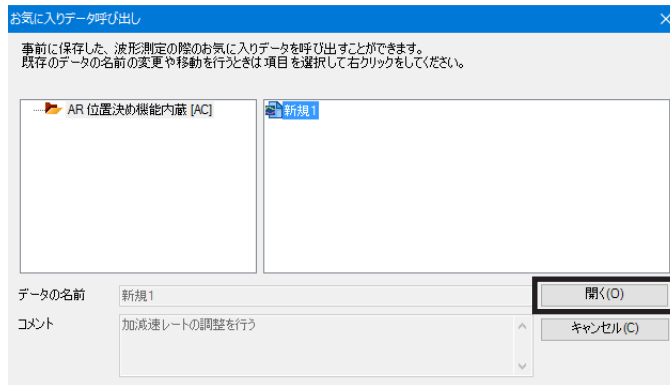 お気に入りデータ呼び出し
事前に保存した、波形測定の際のお気に入りデータを呼び出すことができます。
既存のデータの名前の変更や移動を行うときは項目を選択して右クリックをしてください。
AR 位置決め機能内蔵 [AC]
新規1
データの名前
新規1
開く(O)
コメント
加減速レートの調整を行う
キャンセル(C)